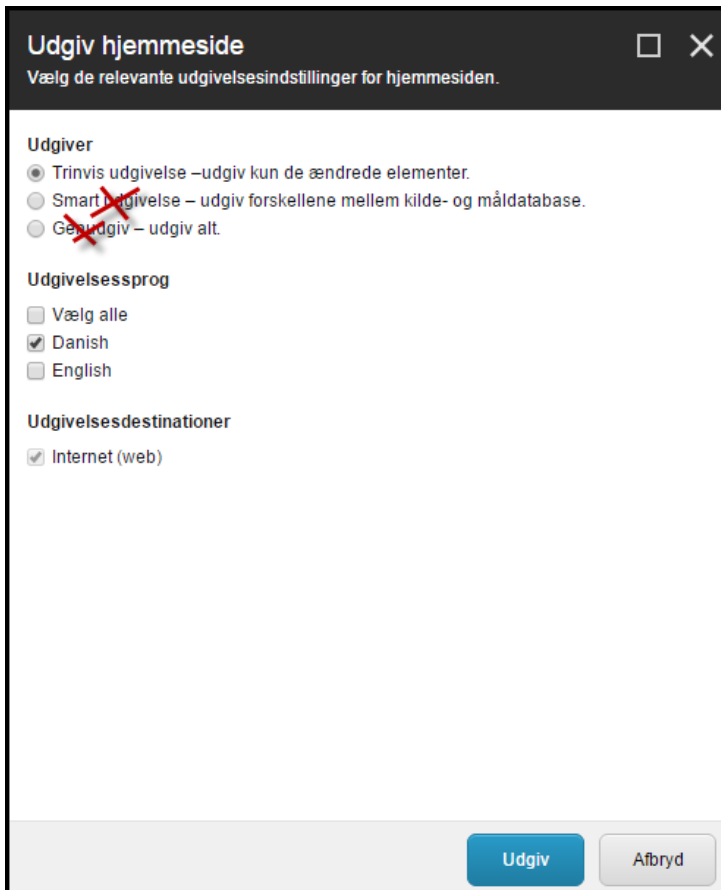 Udgiv hjemmeside
Vælg de relevante udgivelsesindstillinger for hjemmesiden.
Udgiver
Trinvis udgivelse –udgiv kun de ændrede elementer.
Smart udgivelse – udgiv forskellene mellem kilde- og måldatabase.
Genudgiv – udgiv alt.
Udgivelsessprog
Vælg alle
Danish
English
Udgivelsesdestinationer
Internet (web)
Udgiv Afbryd